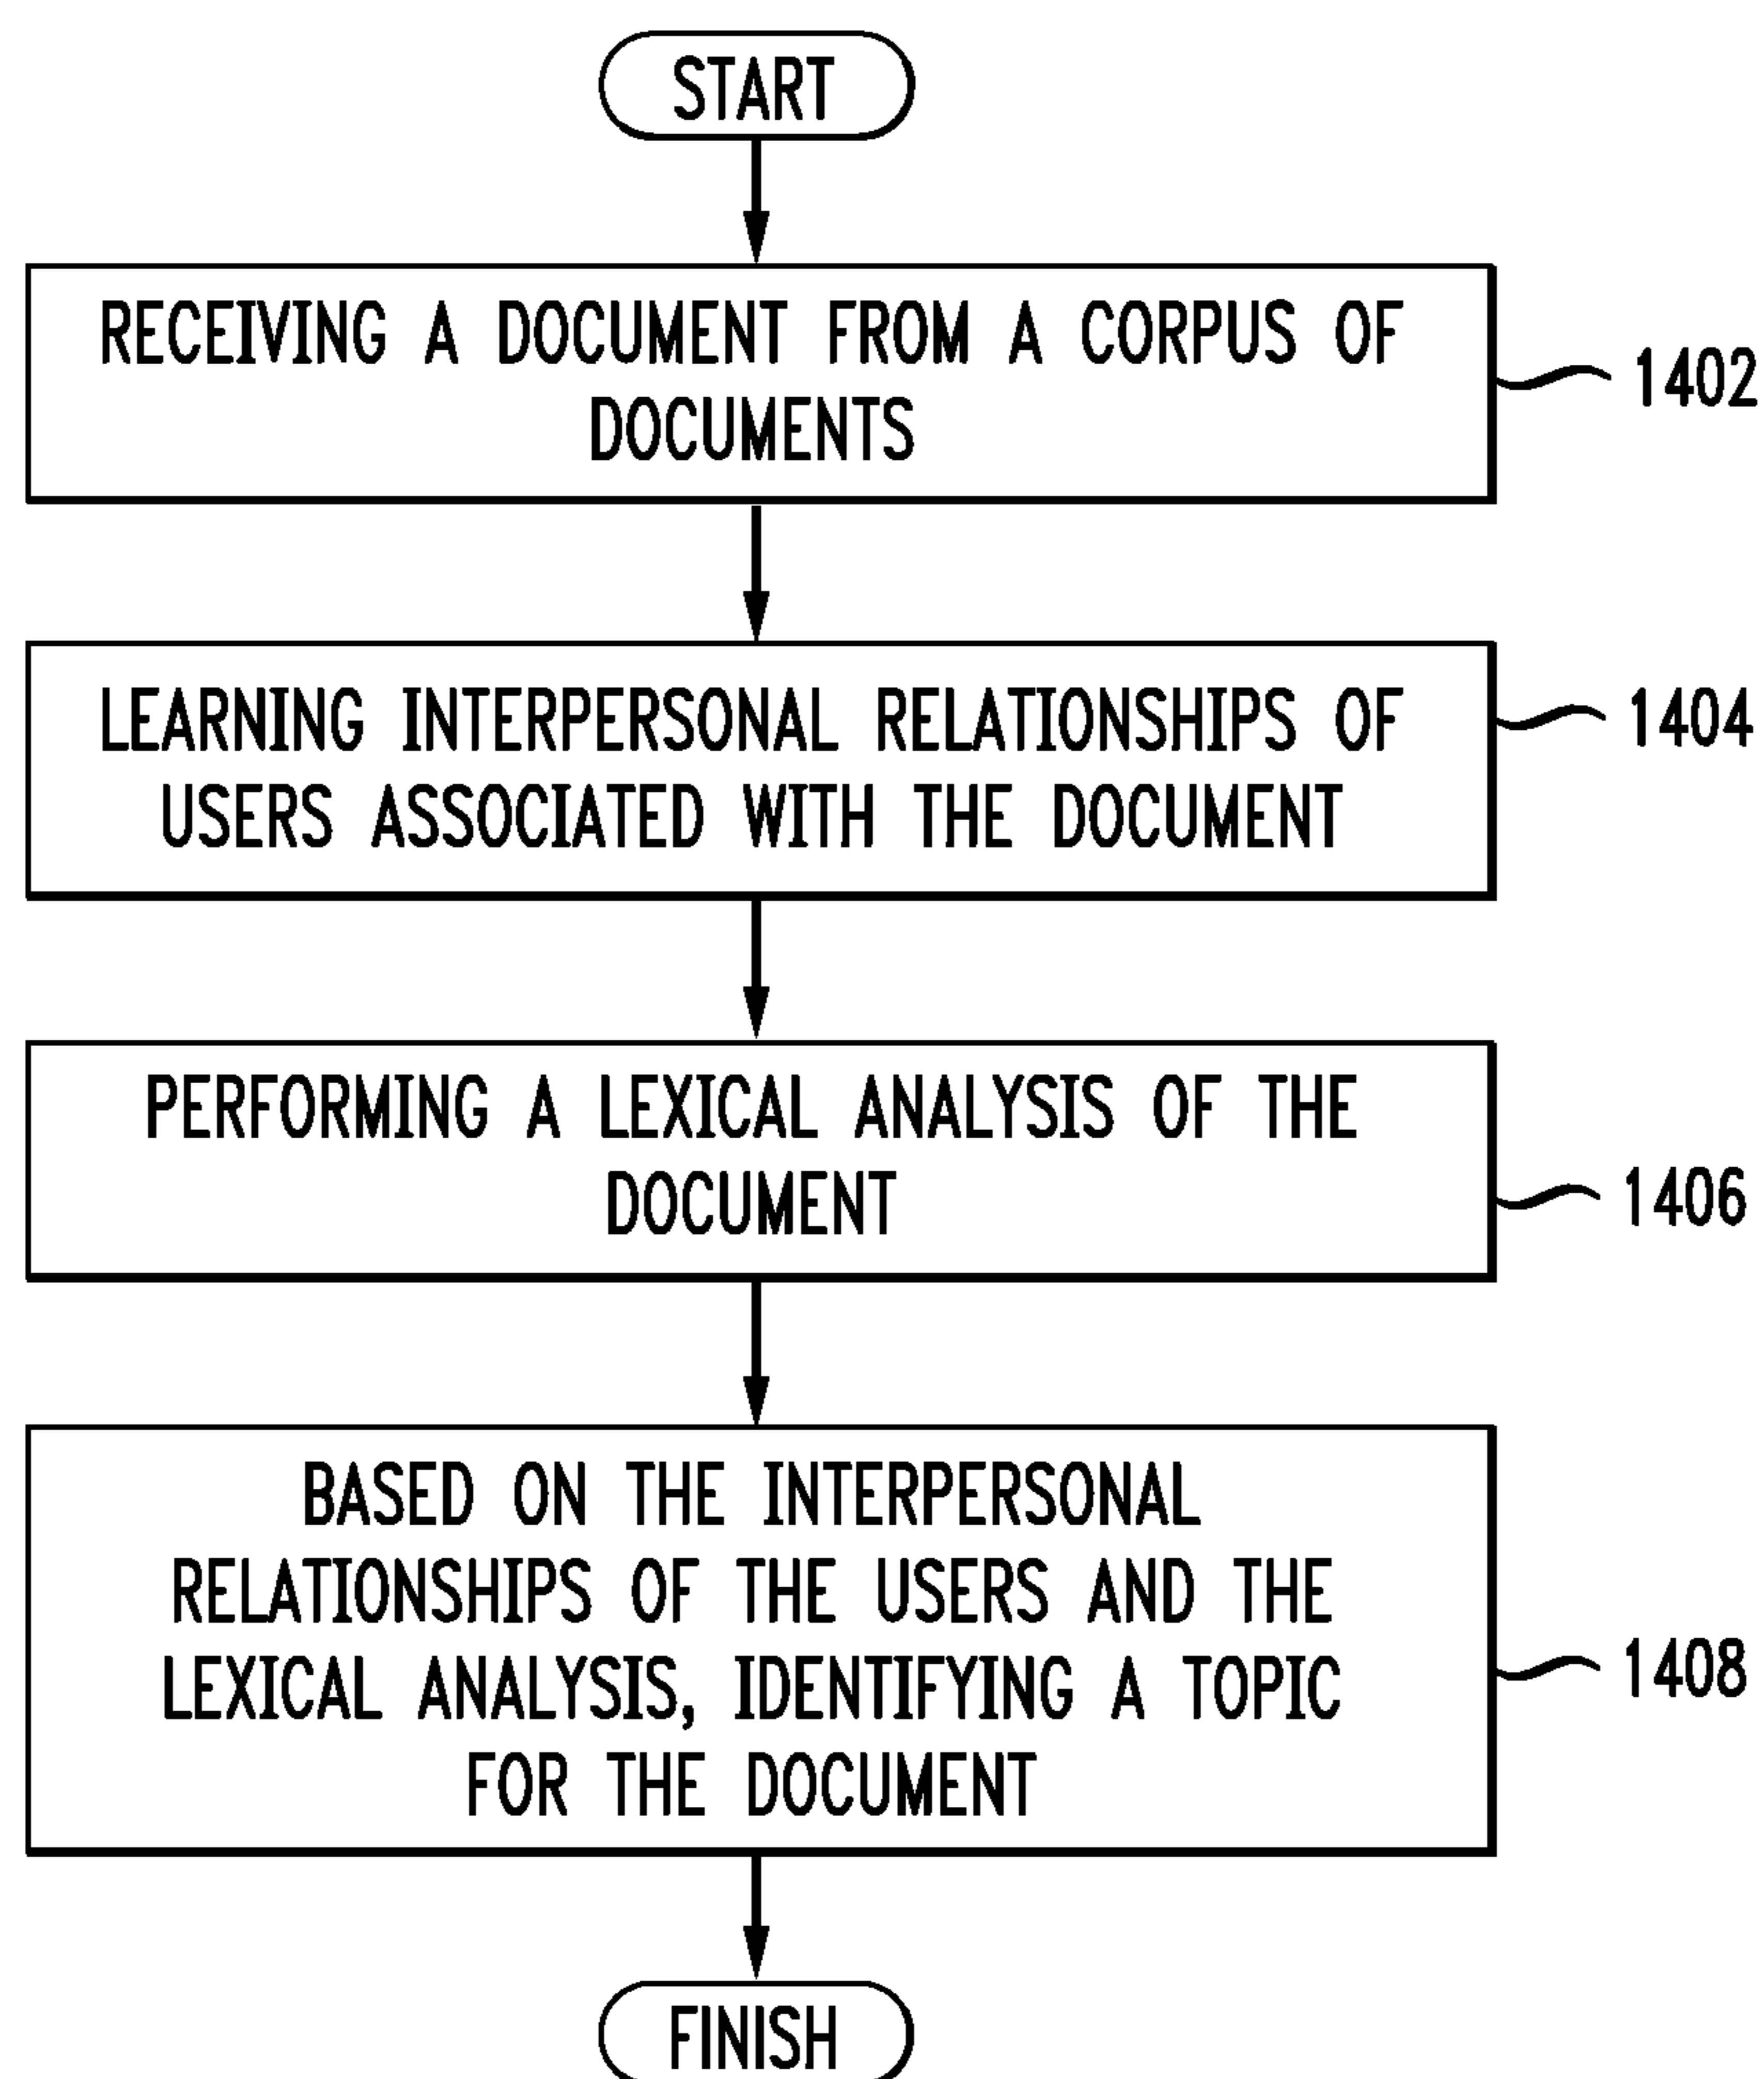 START
RECEIVING A DOCUMENT FROM A CORPUS OF
DOCUMENTS
1402
LEARNING INTERPERSONAL RELATIONSHIPS OF
USERS ASSOCIATED WITH THE DOCUMENT
1404
PERFORMING A LEXICAL ANALYSIS OF THE
DOCUMENT
1406
BASED ON THE INTERPERSONAL
RELATIONSHIPS OF THE USERS AND THE
LEXICAL ANALYSIS, IDENTIFYING A TOPIC
FOR THE DOCUMENT
1408
FINISH